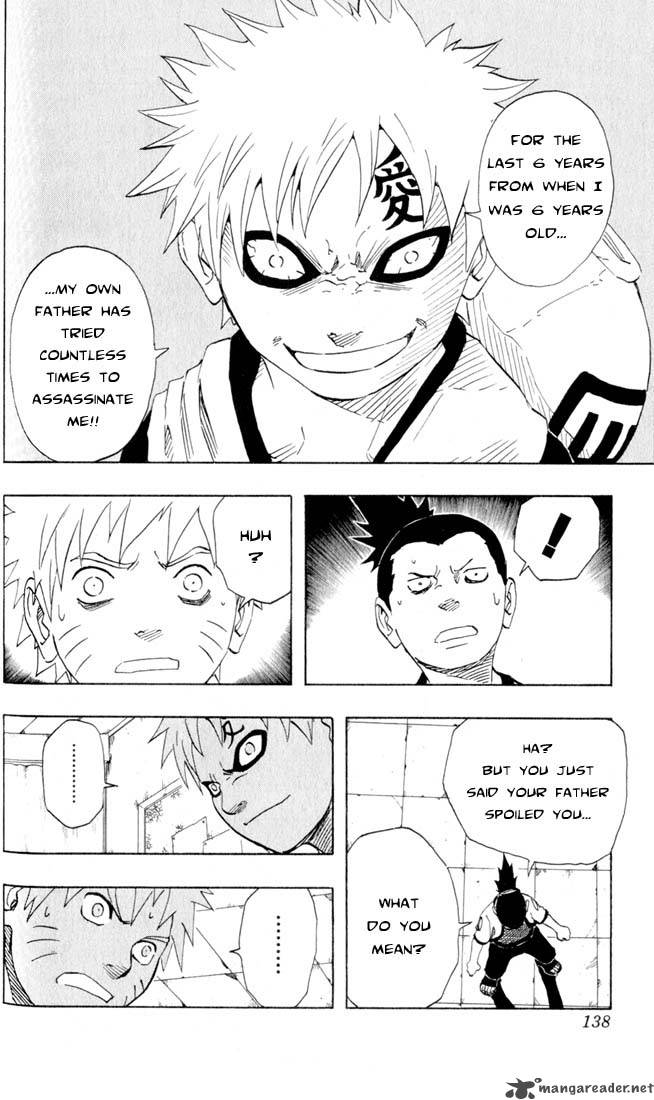 FOR THE
LAST 6 YEARS
FROM WHEN I
WAS 6 YEARS
OLD...
愛
...MY OWN
FATHER HAS
TRIED
COUNTLESS
TIMES TO
ASSASSINATE
ME!!
!
HUH
?
HA?
BUT YOU JUST
SAID YOUR FATHER
SPOILED YOU...
WHAT
DO YOU
MEAN?
.........
.........
138
mangareader.net